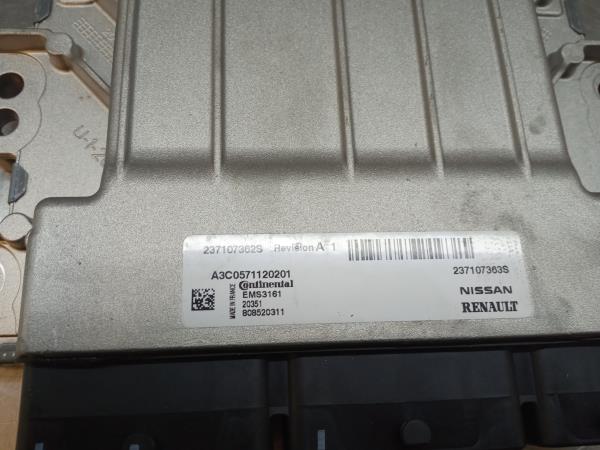 237107362S Revision A 1
A3C0571120201
237107363S
Continental
MADE IN FRANCE
EMS3161
20351
808520311
NISSAN
RENAULT